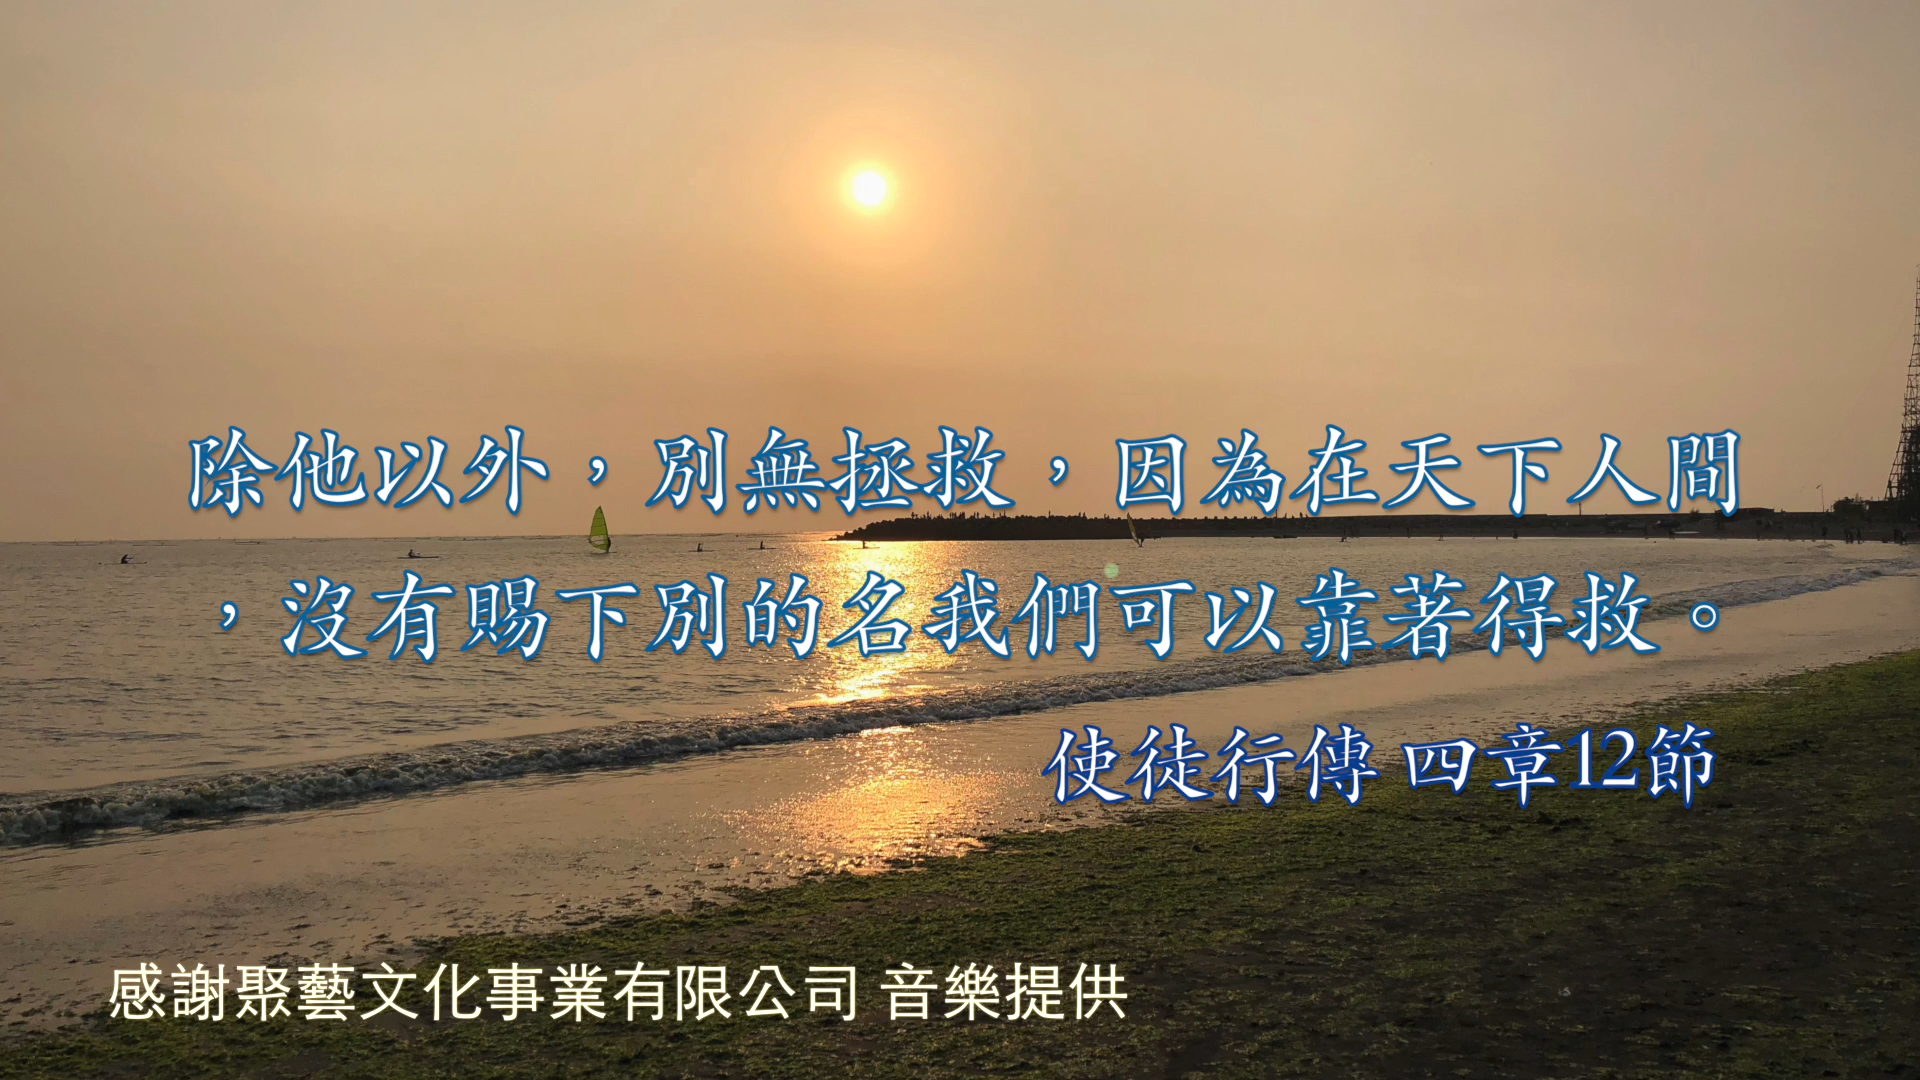 除他以外，別無拯救，因為在天下人間
，沒有賜下別的名我們可以靠著得救。
使徒行傳 四章12節
感謝聚藝文化事業有限公司 音樂提供